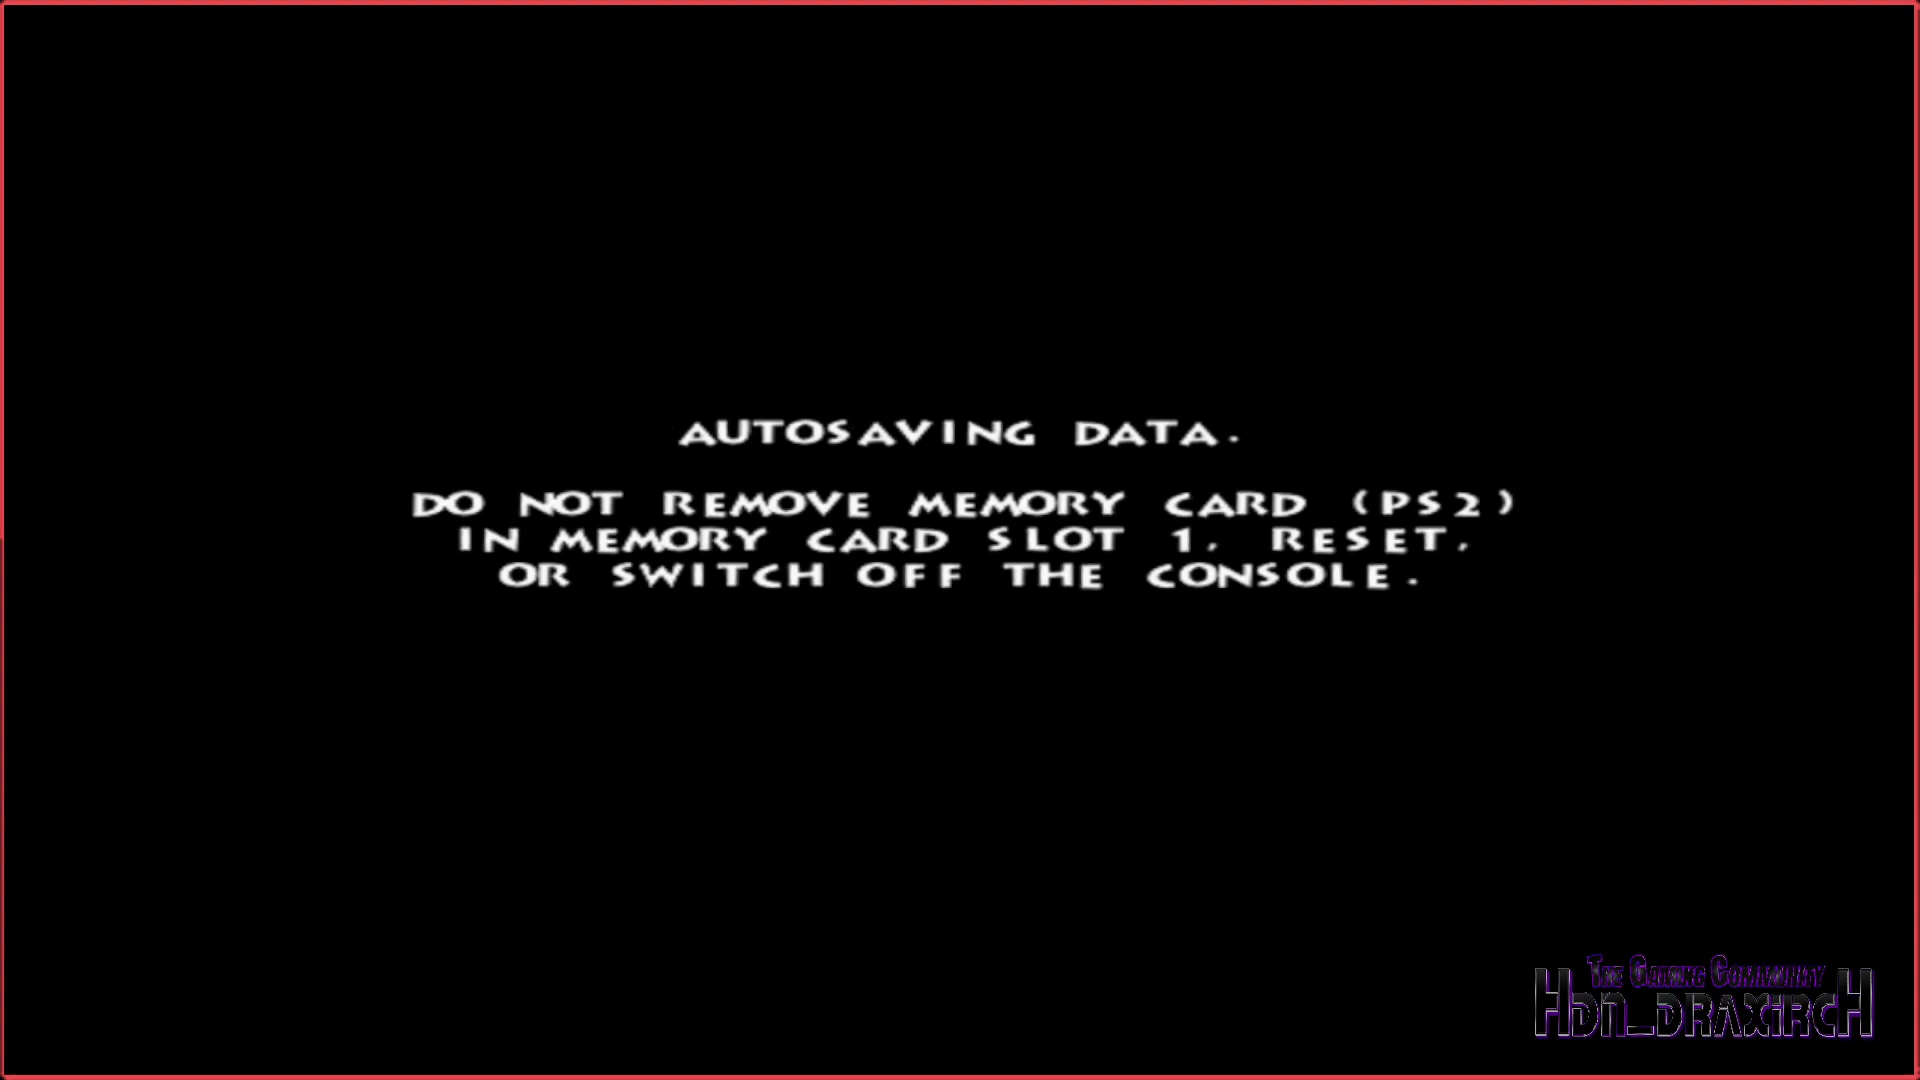 AUTOSAVING DATA.
DO NOT REMOVE MEMORY CARD (PS2)
IN MEMORY CARD SLOT 1, RESET,
OR SWITCH OFF THE CONSOLE.
THE GAMING COMMUNITY
HDN_DRAXIRCH